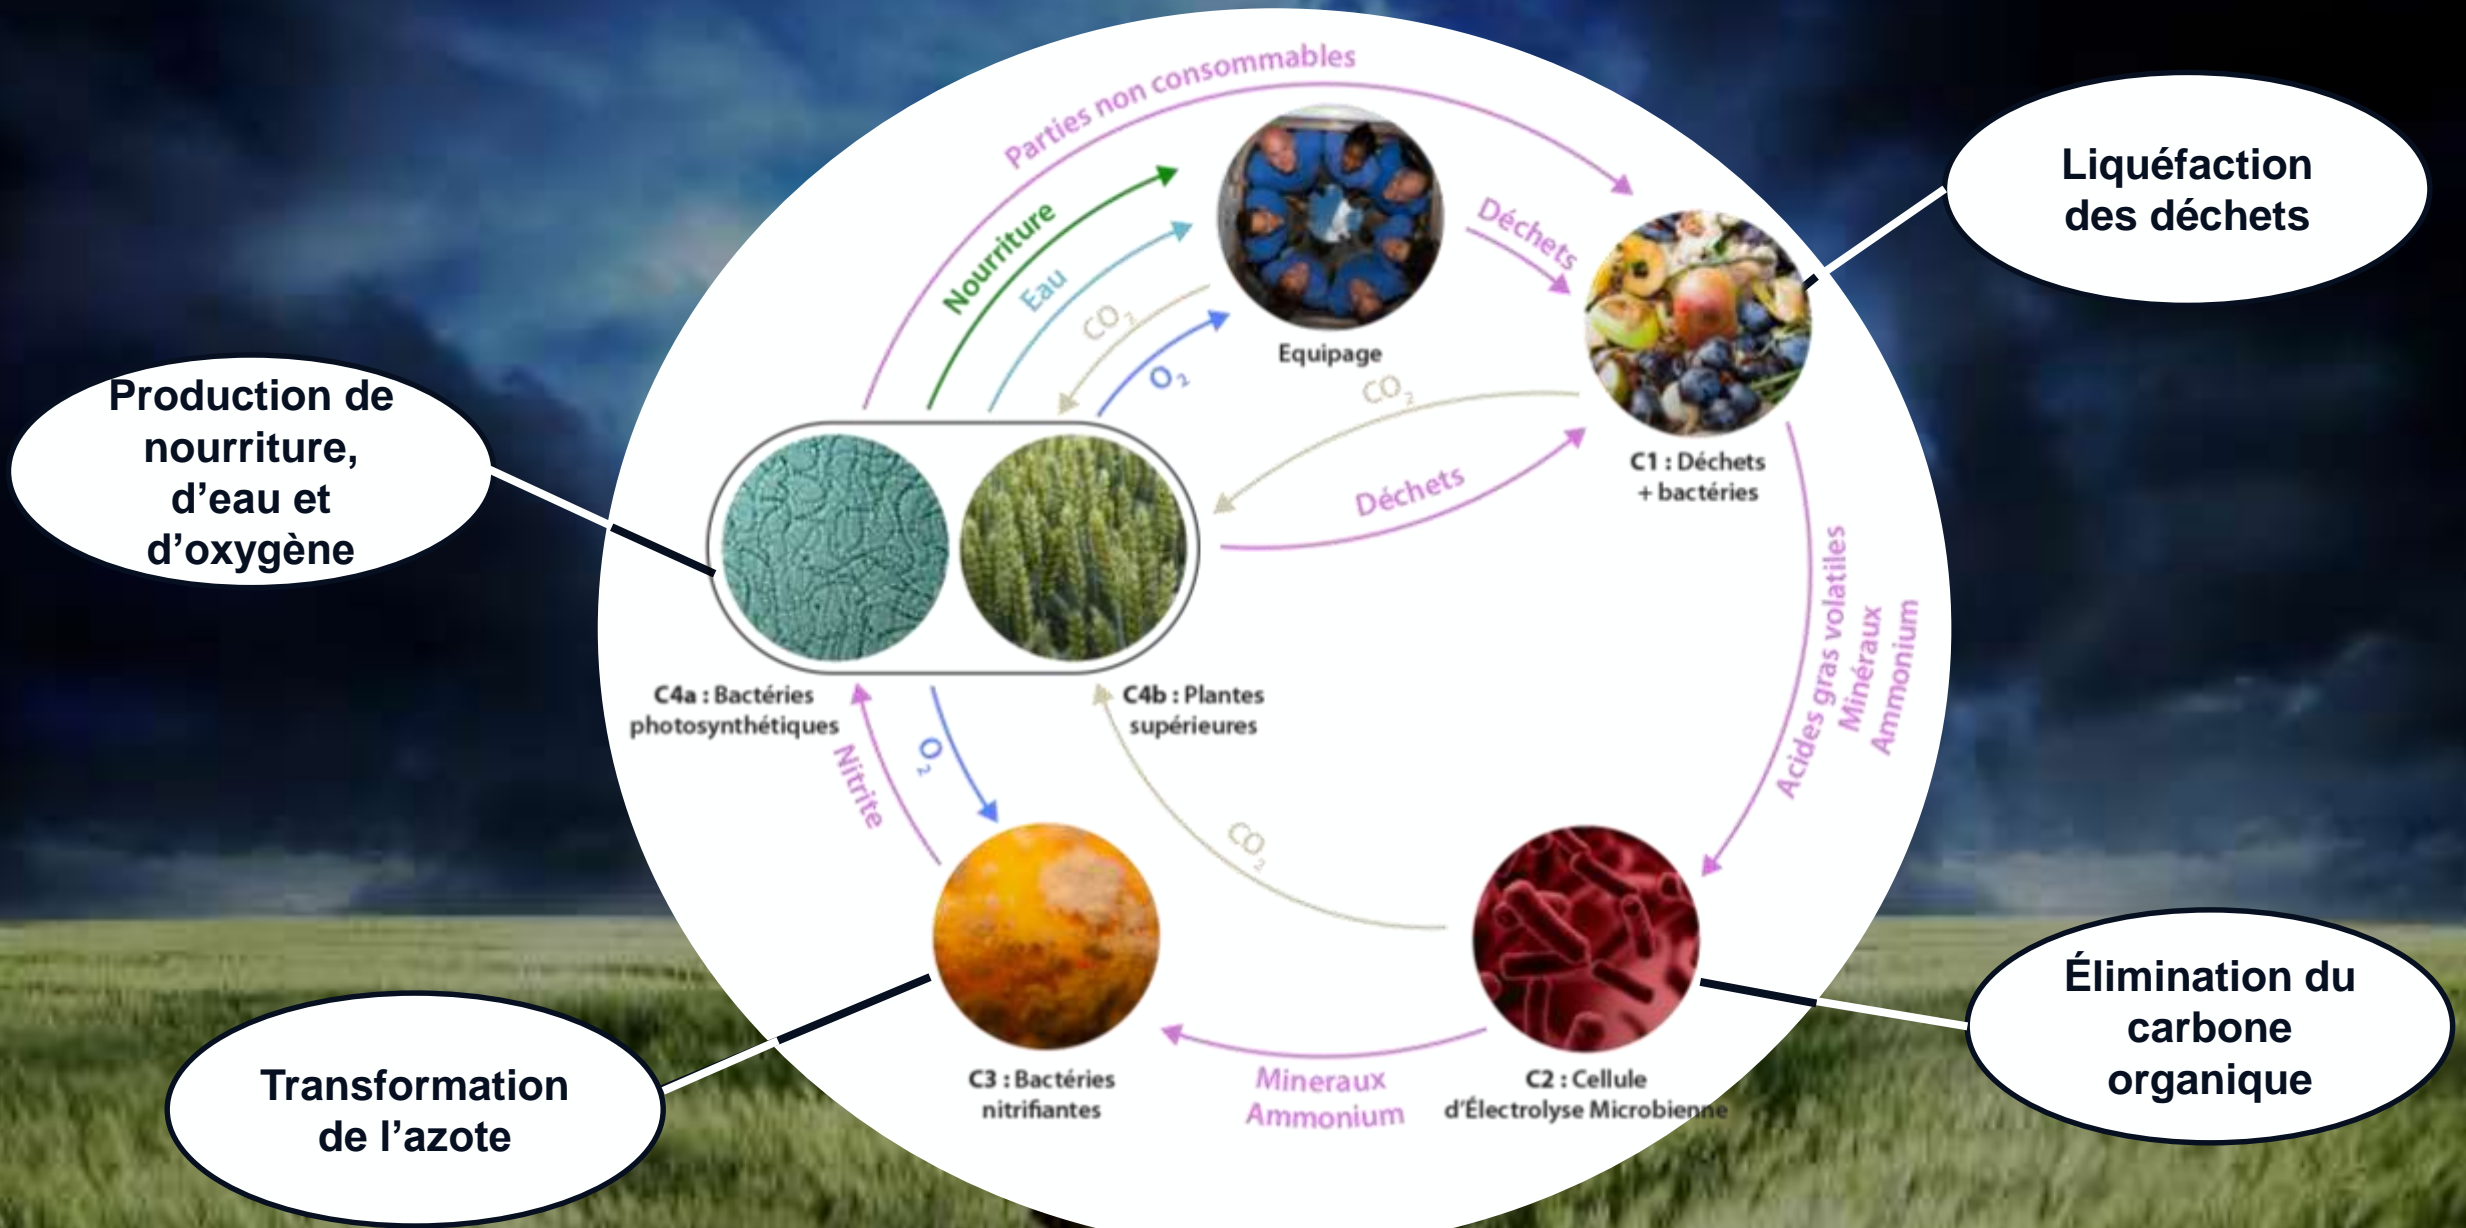 Parties non consommables
Nourriture
Eau
CO2
O2
Déchets
Equipage
Liquéfaction
des déchets
Production de
nourriture,
d’eau et
d’oxygène
CO2
Déchets
C1 : Déchets
+ bactéries
Acides gras volatiles
Minéraux
Ammonium
C4a : Bactéries
photosynthétiques
C4b : Plantes
supérieures
Nitrite
O2
CO2
C3 : Bactéries
nitrifiantes
Mineraux
Ammonium
C2 : Cellule
d’Électrolyse Microbienne
Élimination du
carbone
organique
Transformation
de l’azote